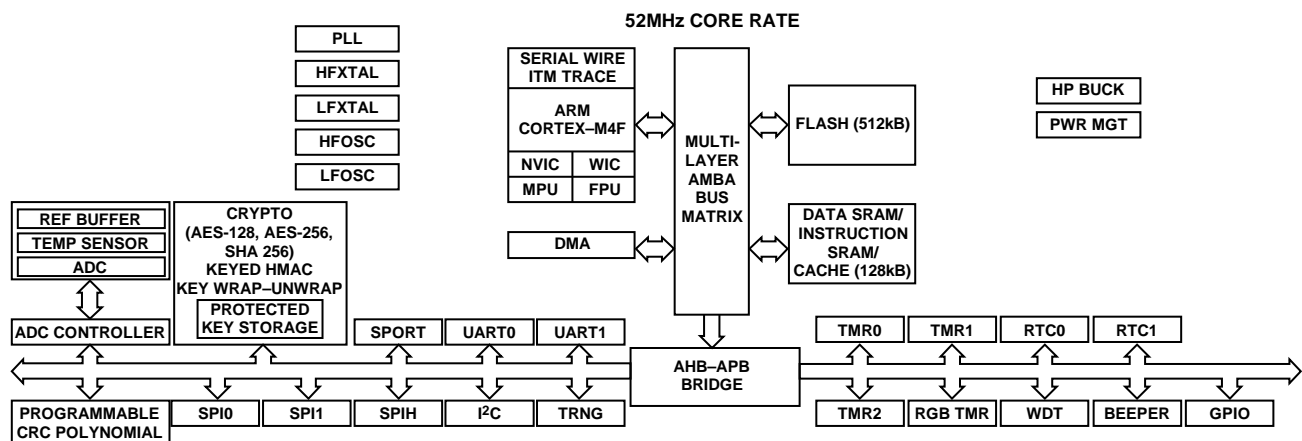 52MHz CORE RATE
PLL
HFXTAL
LFXTAL
HFOSC
LFOSC
SERIAL WIRE
ITM TRACE
ARM
CORTEX–M4F
NVIC
WIC
MPU
FPU
DMA
MULTI-
LAYER
AMBA
BUS
MATRIX
FLASH (512kB)
DATA SRAM/
INSTRUCTION
SRAM/
CACHE (128kB)
HP BUCK
PWR MGT
REF BUFFER
TEMP SENSOR
ADC
CRYPTO
(AES-128, AES-256,
SHA 256)
KEYED HMAC
KEY WRAP–UNWRAP
PROTECTED
KEY STORAGE
ADC CONTROLLER
SPORT
UART0
UART1
AHB–APB
BRIDGE
TMR0
TMR1
RTC0
RTC1
PROGRAMMABLE
CRC POLYNOMIAL
SPI0
SPI1
SPIH
I2C
TRNG
TMR2
RGB TMR
WDT
BEEPER
GPIO